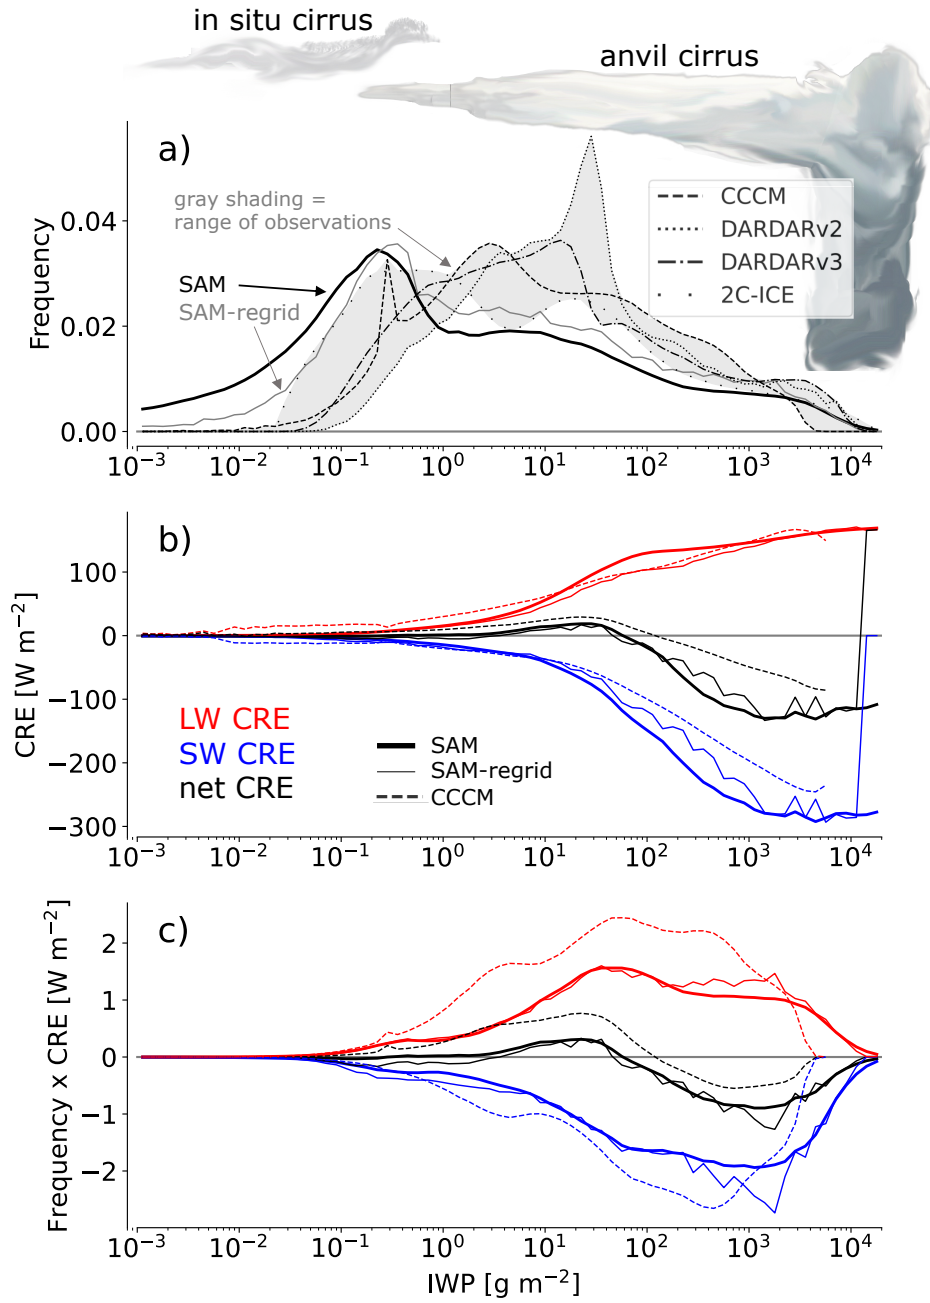 in situ cirrus
anvil cirrus
a)
gray shading =
range of observations
SAM
SAM-regrid
CCCM
DARDARv2
DARDARv3
2C-ICE
Frequency
0.04
0.02
0.00
10⁻³ 10⁻² 10⁻¹ 10⁰ 10¹ 10² 10³ 10⁴
b)
CRE [W m⁻²]
100
0
−100
−200
−300
LW CRE
SW CRE
net CRE
SAM
SAM-regrid
CCCM
10⁻³ 10⁻² 10⁻¹ 10⁰ 10¹ 10² 10³ 10⁴
c)
Frequency x CRE [W m⁻²]
2
1
0
−1
−2
10⁻³ 10⁻² 10⁻¹ 10⁰ 10¹ 10² 10³ 10⁴
IWP [g m⁻²]